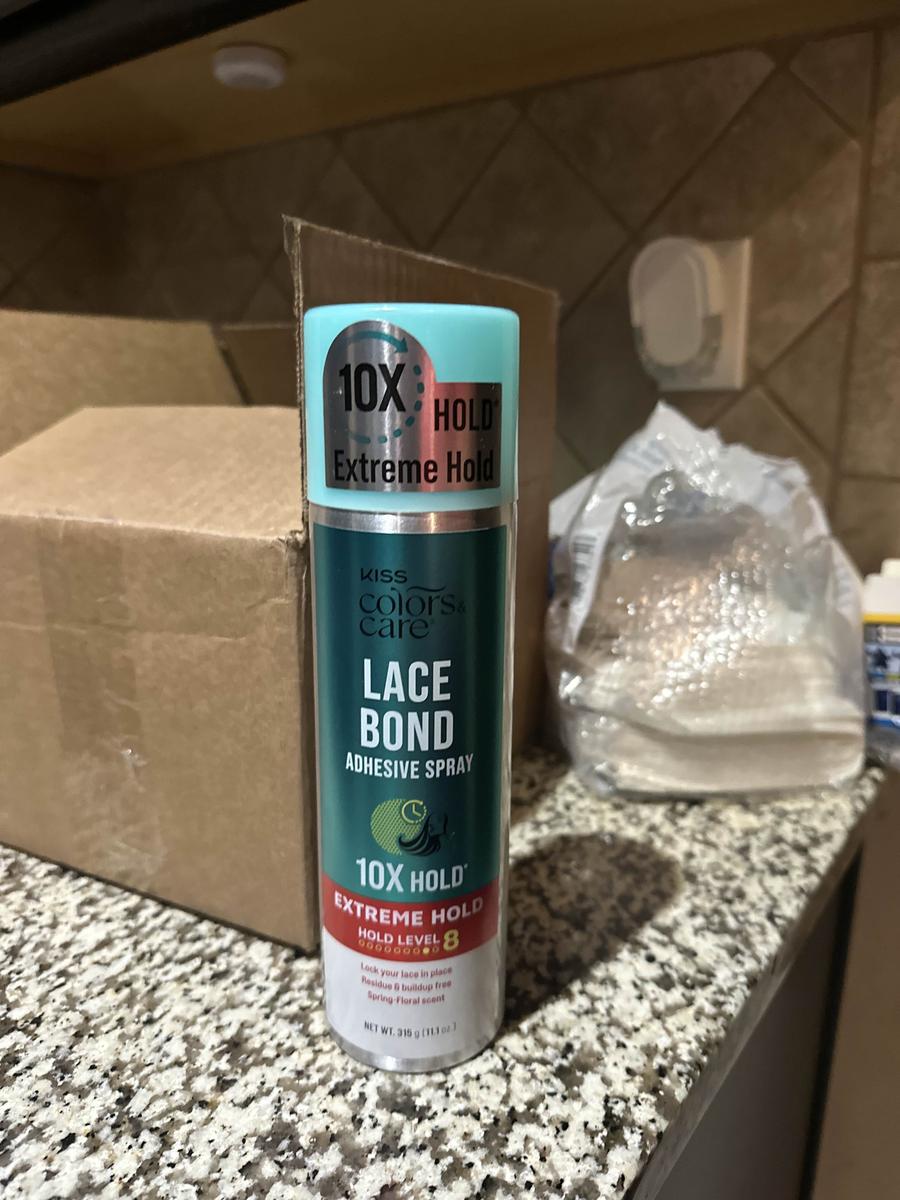 10X
HOLD*
Extreme Hold
KISS
colors &
care®
LACE
BOND
ADHESIVE SPRAY
10X HOLD*
EXTREME HOLD
HOLD LEVEL 8
Lock your lace in place
Residue & buildup free
Spring-Floral scent
NET WT. 315 g (11.1 oz.)